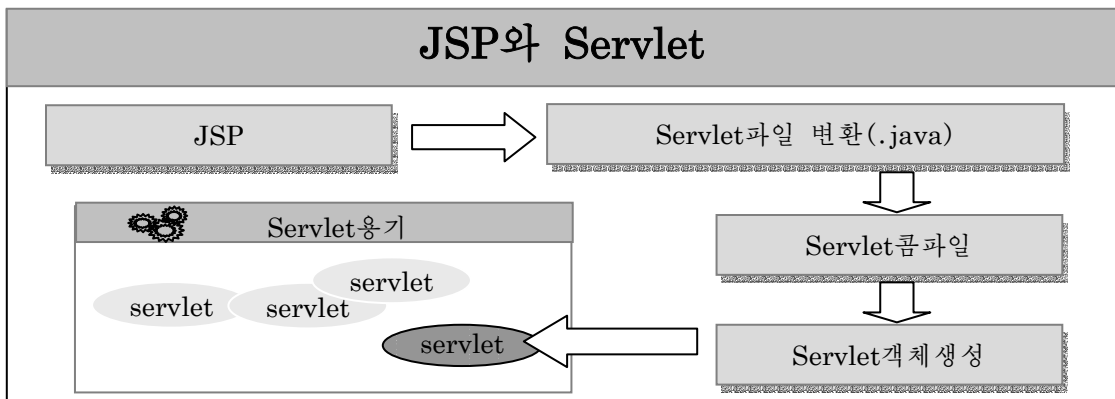 JSP와 Servlet
JSP
Servlet파일 변환(.java)
Servlet용기
Servlet콤파일
servlet
servlet
servlet
servlet
Servlet객체생성